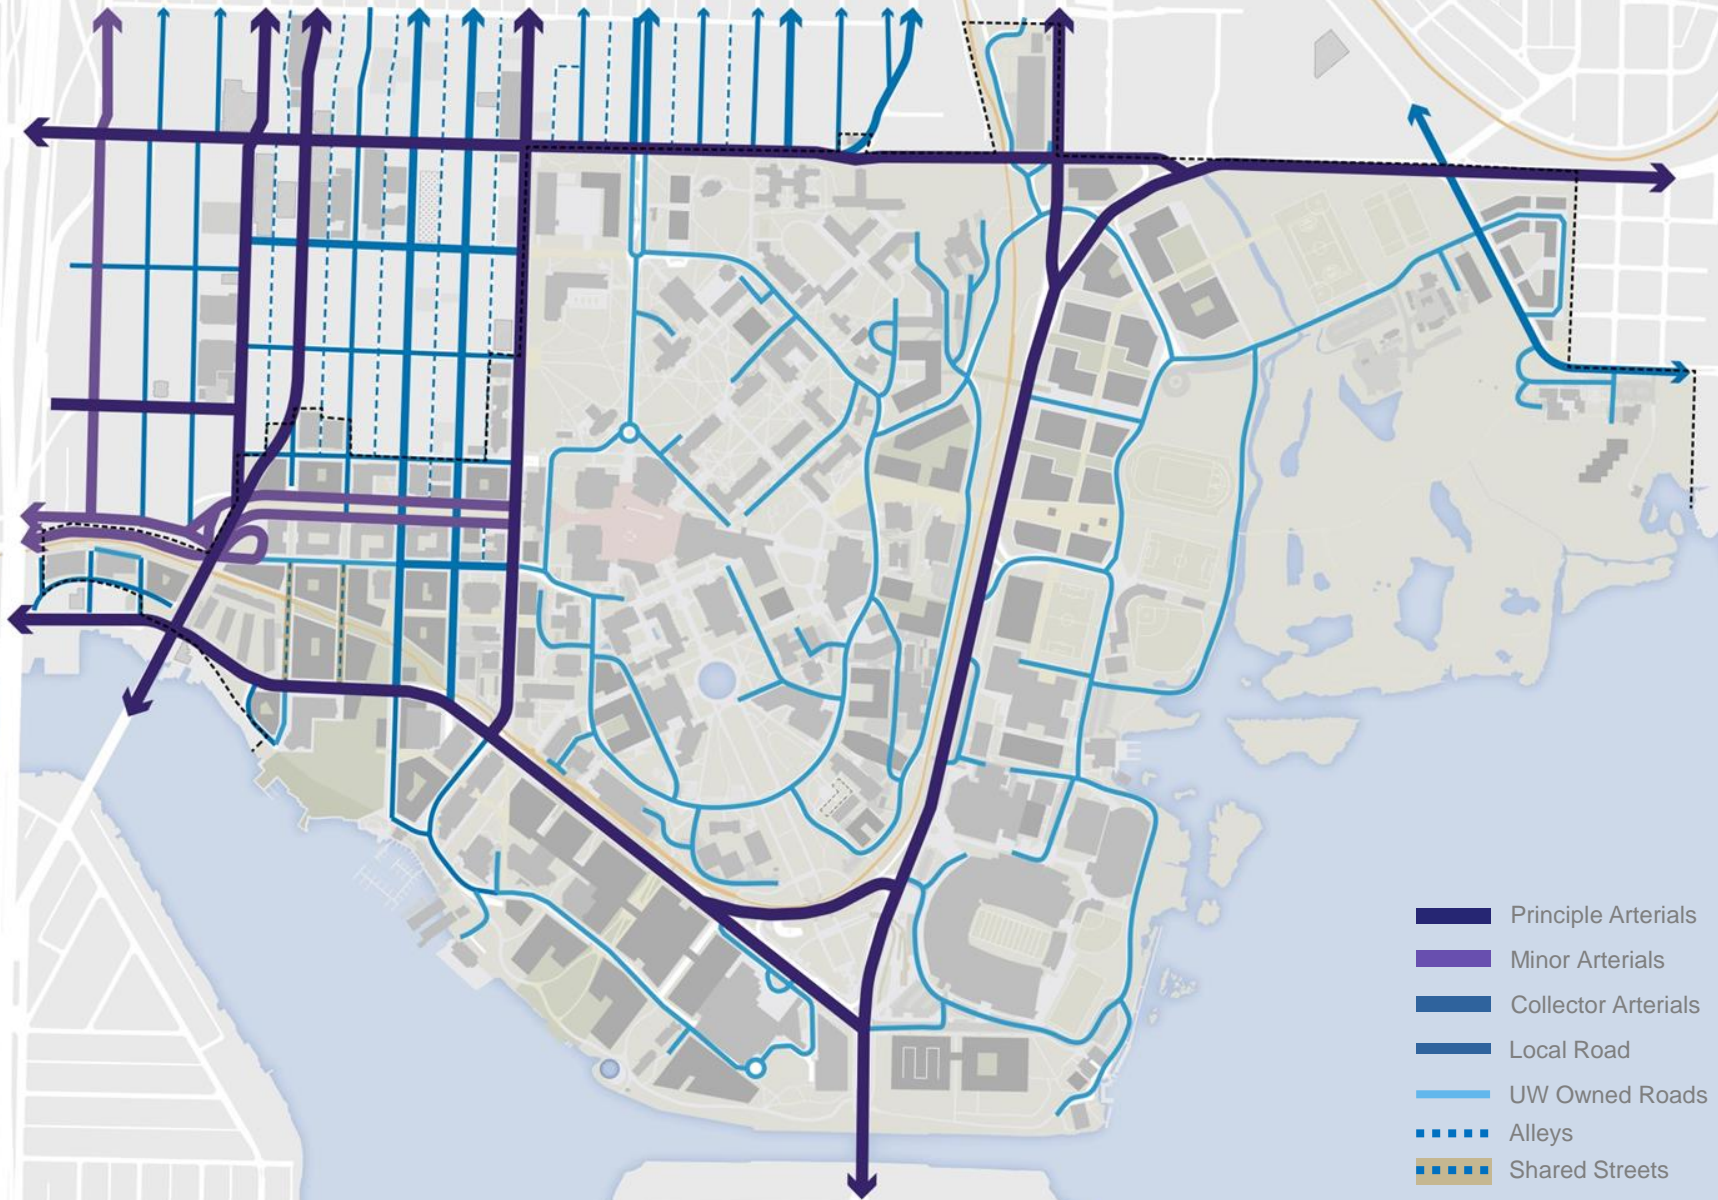 Principle Arterials
Minor Arterials
Collector Arterials
Local Road
UW Owned Roads
Alleys
Shared Streets